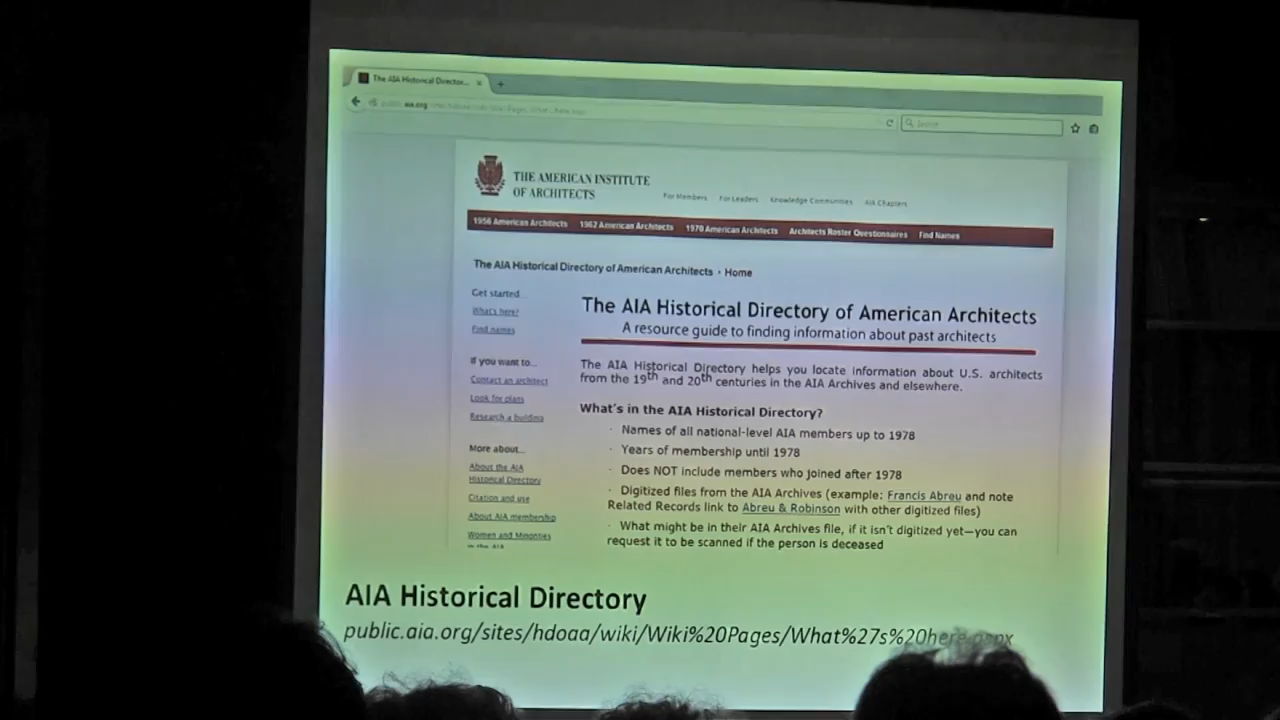 The AIA Historical Director...
THE AMERICAN INSTITUTE
OF ARCHITECTS
For Members For Leaders Knowledge Communities AIA Chapters
1956 American Architects 1962 American Architects 1970 American Architects Architects Roster Questionnaires Find Names
The AIA Historical Directory of American Architects › Home
Get started...
What's here?
Find names
If you want to...
Contact an architect
Look for plans
Research a building
More about...
About the AIA
Historical Directory
Citation and use
About AIA membership
Women and Minorities
in the AIA
The AIA Historical Directory of American Architects
A resource guide to finding information about past architects
The AIA Historical Directory helps you locate information about U.S. architects
from the 19th and 20th centuries in the AIA Archives and elsewhere.
What's in the AIA Historical Directory?
· Names of all national-level AIA members up to 1978
· Years of membership until 1978
· Does NOT include members who joined after 1978
· Digitized files from the AIA Archives (example: Francis Abreu and note
Related Records link to Abreu & Robinson with other digitized files)
· What might be in their AIA Archives file, if it isn't digitized yet—you can
request it to be scanned if the person is deceased
AIA Historical Directory
public.aia.org/sites/hdoaa/wiki/Wiki%20Pages/What%27s%20here.aspx